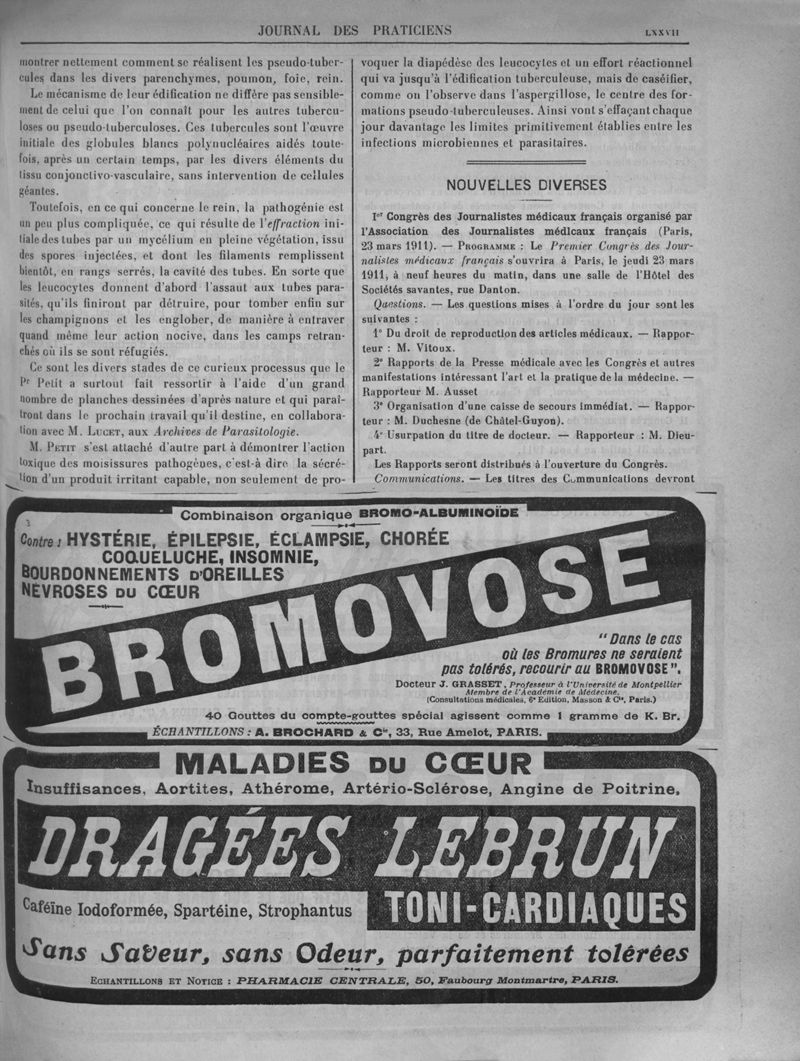 JOURNAL DES PRATICIENS
LXXVII
montrer nettement comment se réalisent les pseudo-tuber-
cules dans les divers parenchymes, poumon, foie, rein.
Le mécanisme de leur édification ne diffère pas sensible-
ment de celui que l'on connaît pour les autres tubercu-
loses ou pseudo-tuberculoses. Ces tubercules sont l'œuvre
initiale des globules blancs polynucléaires aidés toute-
fois, après un certain temps, par les divers éléments du
tissu conjonctivo-vasculaire, sans intervention de cellules
géantes.
Toutefois, en ce qui concerne le rein, la pathogénie est
un peu plus compliquée, ce qui résulte de l'effraction ini-
tiale des tubes par un mycélium en pleine végétation, issu
des spores injectées, et dont les filaments remplissent
bientôt, en rangs serrés, la cavité des tubes. En sorte que
les leucocytes donnent d'abord l'assaut aux tubes para-
sités, qu'ils finiront par détruire, pour tomber enfin sur
les champignons et les englober, de manière à entraver
quand même leur action nocive, dans les camps retran-
chés où ils se sont réfugiés.
Ce sont les divers stades de ce curieux processus que le
Pr Petit a surtout fait ressortir à l'aide d'un grand
nombre de planches dessinées d'après nature et qui paraî-
tront dans le prochain travail qu'il destine, en collabora-
tion avec M. LUCET, aux Archives de Parasitologie.
M. PETIT s'est attaché d'autre part à démontrer l'action
toxique des moisissures pathogènes, c'est-à dire la sécré-
tion d'un produit irritant capable, non seulement de pro-
voquer la diapédèse des leucocytes et un effort réactionnel
qui va jusqu'à l'édification tuberculeuse, mais de caséifier,
comme on l'observe dans l'aspergillose, le centre des for-
mations pseudo-tuberculeuses. Ainsi vont s'effaçant chaque
jour davantage les limites primitivement établies entre les
infections microbiennes et parasitaires.
NOUVELLES DIVERSES
Ier Congrès des Journalistes médicaux français organisé par
l'Association des Journalistes médicaux français (Paris,
23 mars 1911). — PROGRAMME : Le Premier Congrès des Jour-
nalistes médicaux français s'ouvrira à Paris, le jeudi 23 mars
1911, à neuf heures du matin, dans une salle de l'Hôtel des
Sociétés savantes, rue Danton.
Questions. — Les questions mises à l'ordre du jour sont les
suivantes :
1° Du droit de reproduction des articles médicaux. — Rappor-
teur : M. Vitoux.
2° Rapports de la Presse médicale avec les Congrès et autres
manifestations intéressant l'art et la pratique de la médecine. —
Rapporteur M. Ausset
3° Organisation d'une caisse de secours immédiat. — Rappor-
teur : M. Duchesne (de Châtel-Guyon).
4° Usurpation du titre de docteur. — Rapporteur : M. Dieu-
part.
Les Rapports seront distribués à l'ouverture du Congrès.
Communications. — Les titres des Communications devront
Combinaison organique BROMO-ALBUMINOÏDE
Contre : HYSTÉRIE, ÉPILEPSIE, ÉCLAMPSIE, CHORÉE
COQUELUCHE, INSOMNIE,
BOURDONNEMENTS D'OREILLES
NÉVROSES DU CŒUR
BROMOVOSE
"Dans le cas
où les Bromures ne seraient
pas tolérés, recourir au BROMOVOSE".
Docteur J. GRASSET, Professeur à l'Université de Montpellier
Membre de l'Académie de Médecine.
(Consultations médicales, 6e Edition, Masson & Cie, Paris.)
40 Gouttes du compte-gouttes spécial agissent comme 1 gramme de K. Br.
ÉCHANTILLONS : A. BROCHARD & Cie, 33, Rue Amelot, PARIS.
MALADIES DU CŒUR
Insuffisances, Aortites, Athérome, Artério-Sclérose, Angine de Poitrine,
DRAGÉES LEBRUN
Caféine Iodoformée, Spartéine, Strophantus
TONI-CARDIAQUES
Sans Saveur, sans Odeur, parfaitement tolérées
ECHANTILLONS ET NOTICE : PHARMACIE CENTRALE, 50, Faubourg Montmartre, PARIS.